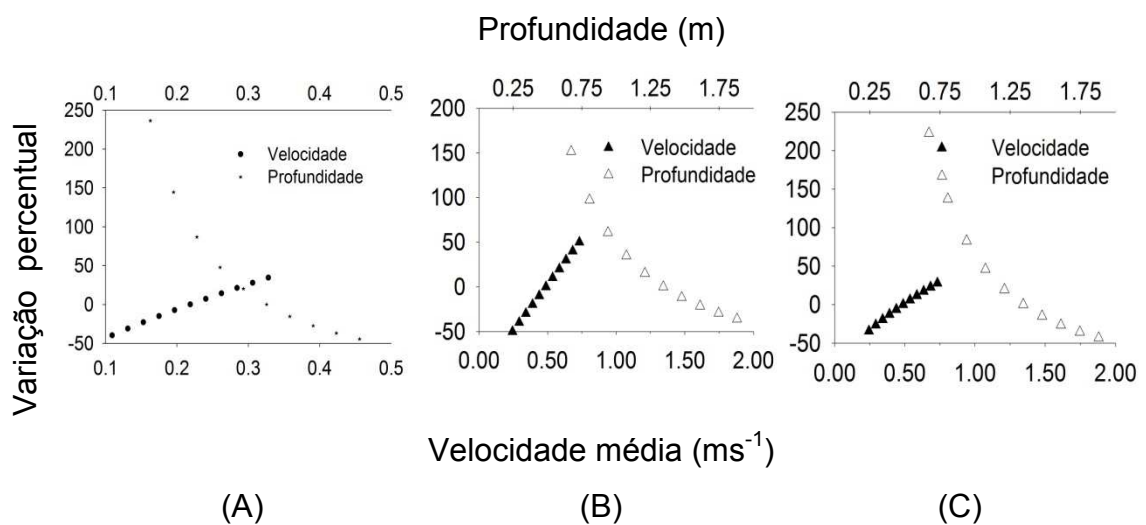 Profundidade (m)
0.1 0.2 0.3 0.4 0.5
0.25 0.75 1.25 1.75
0.25 0.75 1.25 1.75
Variação percentual
250
200
150
100
50
0
-50
Velocidade
Profundidade
0.1 0.2 0.3 0.4 0.5
200
150
100
50
0
-50
Velocidade
Profundidade
0.00 0.50 1.00 1.50 2.00
250
200
150
100
50
0
-50
Velocidade
Profundidade
0.00 0.50 1.00 1.50 2.00
Velocidade média (ms-1)
(A) (B) (C)